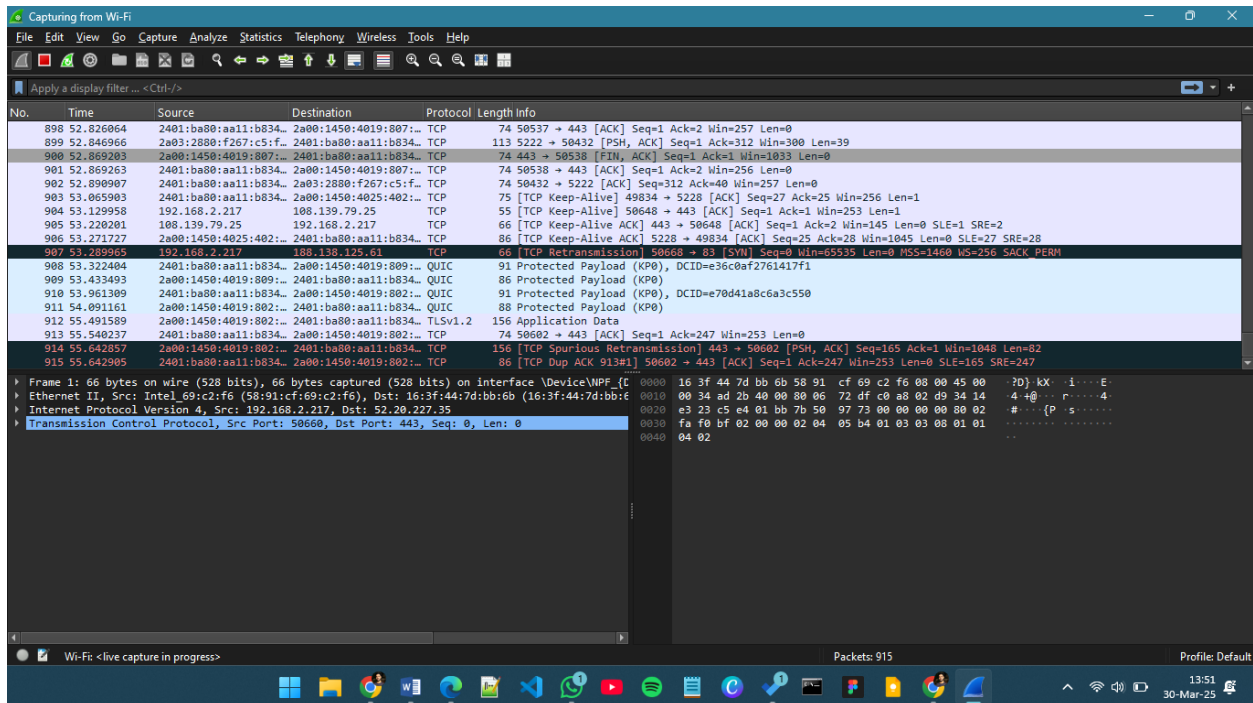 Capturing from Wi-Fi
File Edit View Go Capture Analyze Statistics Telephony Wireless Tools Help
Apply a display filter ... <Ctrl-/>
No. Time Source Destination Protocol Length Info
898 52.826064 2401:ba80:aa11:b834… 2a00:1450:4019:807:… TCP 74 50537 → 443 [ACK] Seq=1 Ack=2 Win=257 Len=0
899 52.846966 2a03:2880:f267:c5:f… 2401:ba80:aa11:b834… TCP 113 5222 → 50432 [PSH, ACK] Seq=1 Ack=312 Win=300 Len=39
900 52.869203 2a00:1450:4019:807:… 2401:ba80:aa11:b834… TCP 74 443 → 50538 [FIN, ACK] Seq=1 Ack=1 Win=1033 Len=0
901 52.869263 2401:ba80:aa11:b834… 2a00:1450:4019:807:… TCP 74 50538 → 443 [ACK] Seq=1 Ack=2 Win=256 Len=0
902 52.890907 2401:ba80:aa11:b834… 2a03:2880:f267:c5:f… TCP 74 50432 → 5222 [ACK] Seq=312 Ack=40 Win=257 Len=0
903 53.065903 2401:ba80:aa11:b834… 2a00:1450:4025:402:… TCP 75 [TCP Keep-Alive] 49834 → 5228 [ACK] Seq=27 Ack=25 Win=256 Len=1
904 53.129958 192.168.2.217 108.139.79.25 TCP 55 [TCP Keep-Alive] 50648 → 443 [ACK] Seq=1 Ack=1 Win=253 Len=1
905 53.220201 108.139.79.25 192.168.2.217 TCP 66 [TCP Keep-Alive ACK] 443 → 50648 [ACK] Seq=1 Ack=2 Win=145 Len=0 SLE=1 SRE=2
906 53.271727 2a00:1450:4025:402:… 2401:ba80:aa11:b834… TCP 86 [TCP Keep-Alive ACK] 5228 → 49834 [ACK] Seq=25 Ack=28 Win=1045 Len=0 SLE=27 SRE=28
907 53.289965 192.168.2.217 188.138.125.61 TCP 66 [TCP Retransmission] 50668 → 83 [SYN] Seq=0 Win=65535 Len=0 MSS=1460 WS=256 SACK_PERM
908 53.322404 2401:ba80:aa11:b834… 2a00:1450:4019:809:… QUIC 91 Protected Payload (KP0), DCID=e36c0af2761417f1
909 53.433493 2a00:1450:4019:809:… 2401:ba80:aa11:b834… QUIC 86 Protected Payload (KP0)
910 53.961309 2401:ba80:aa11:b834… 2a00:1450:4019:802:… QUIC 91 Protected Payload (KP0), DCID=e70d41a8c6a3c550
911 54.091161 2a00:1450:4019:802:… 2401:ba80:aa11:b834… QUIC 88 Protected Payload (KP0)
912 55.491589 2a00:1450:4019:802:… 2401:ba80:aa11:b834… TLSv1.2 156 Application Data
913 55.540237 2401:ba80:aa11:b834… 2a00:1450:4019:802:… TCP 74 50602 → 443 [ACK] Seq=1 Ack=247 Win=253 Len=0
914 55.642857 2a00:1450:4019:802:… 2401:ba80:aa11:b834… TCP 156 [TCP Spurious Retransmission] 443 → 50602 [PSH, ACK] Seq=165 Ack=1 Win=1048 Len=82
915 55.642905 2401:ba80:aa11:b834… 2a00:1450:4019:802:… TCP 86 [TCP Dup ACK 913#1] 50602 → 443 [ACK] Seq=1 Ack=247 Win=253 Len=0 SLE=165 SRE=247
Frame 1: 66 bytes on wire (528 bits), 66 bytes captured (528 bits) on interface \Device\NPF_{D
Ethernet II, Src: Intel_69:c2:f6 (58:91:cf:69:c2:f6), Dst: 16:3f:44:7d:bb:6b (16:3f:44:7d:bb:6
Internet Protocol Version 4, Src: 192.168.2.217, Dst: 52.20.227.35
Transmission Control Protocol, Src Port: 50660, Dst Port: 443, Seq: 0, Len: 0
0000 16 3f 44 7d bb 6b 58 91 cf 69 c2 f6 08 00 45 00 ·?D}·kX· ·i····E·
0010 00 34 ad 2b 40 00 80 06 72 df c0 a8 02 d9 34 14 ·4·+@··· r·····4·
0020 e3 23 c5 e4 01 bb 7b 50 97 73 00 00 00 00 80 02 ·#····{P ·s······
0030 fa f0 bf 02 00 00 02 04 05 b4 01 03 03 08 01 01 ········ ········
0040 04 02 ··
Wi-Fi: <live capture in progress>
Packets: 915
Profile: Default
1
1
13:51
30-Mar-25